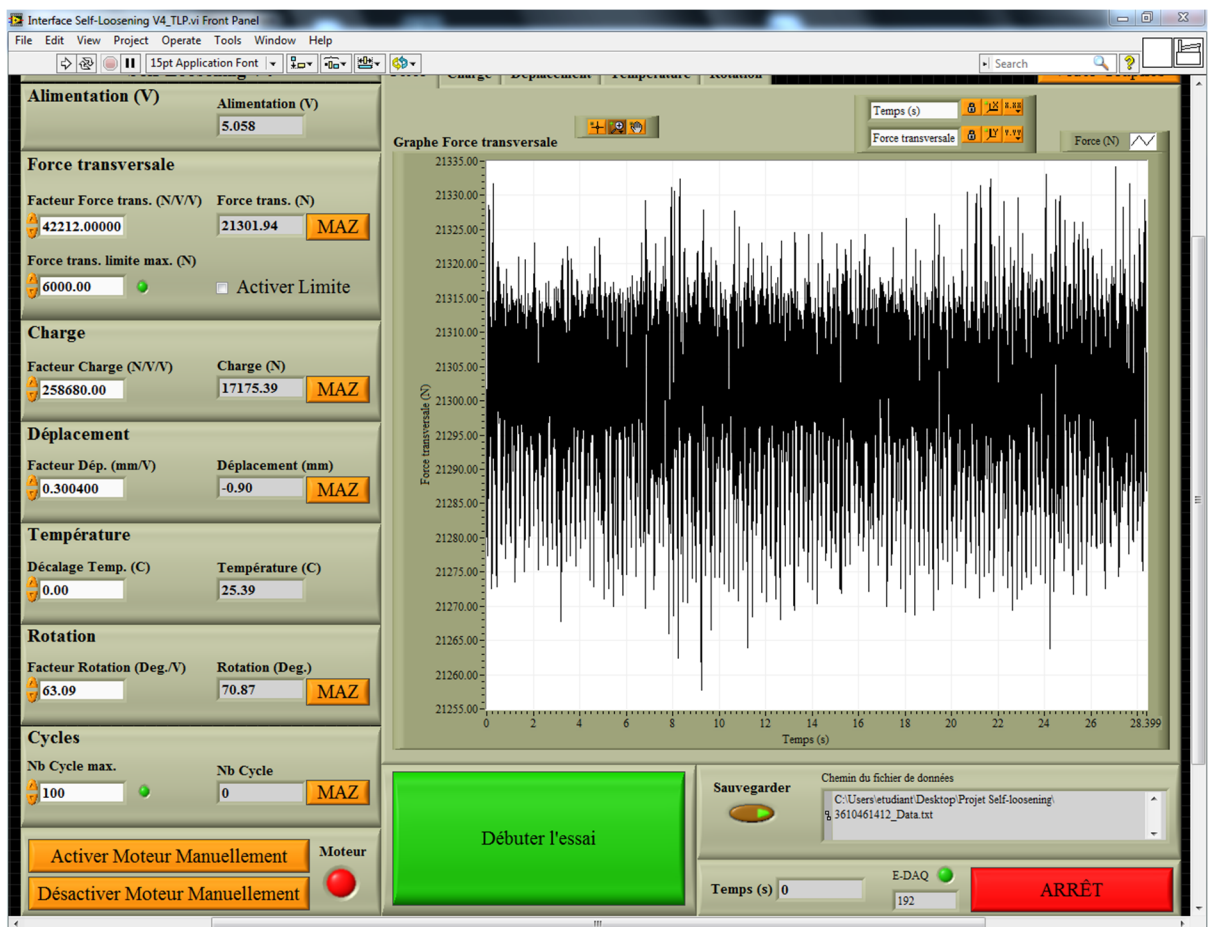 Interface Self-Loosening V4_TLP.vi Front Panel
File Edit View Project Operate Tools Window Help
15pt Application Font
Search
Charge Déplacement Température Rotation
Alimentation (V)
Alimentation (V)
5.058
Force transversale
Facteur Force trans. (N/V/V) Force trans. (N)
42212.00000 21301.94 MAZ
Force trans. limite max. (N)
6000.00 Activer Limite
Charge
Facteur Charge (N/V/V) Charge (N)
258680.00 17175.39 MAZ
Déplacement
Facteur Dép. (mm/V) Déplacement (mm)
0.300400 -0.90 MAZ
Température
Décalage Temp. (C) Température (C)
0.00 25.39
Rotation
Facteur Rotation (Deg./V) Rotation (Deg.)
63.09 70.87 MAZ
Cycles
Nb Cycle max. Nb Cycle
100 0 MAZ
Activer Moteur Manuellement
Désactiver Moteur Manuellement
Moteur
Temps (s)
Force transversale
Graphe Force transversale
Force (N)
21335.00
21330.00
21325.00
21320.00
21315.00
21310.00
21305.00
21300.00
21295.00
21290.00
21285.00
21280.00
21275.00
21270.00
21265.00
21260.00
21255.00
Force transversale (N)
0 2 4 6 8 10 12 14 16 18 20 22 24 26 28.399
Temps (s)
Débuter l'essai
Sauvegarder
Chemin du fichier de données
C:\Users\etudiant\Desktop\Projet Self-loosening\
3610461412_Data.txt
Temps (s) 0
E-DAQ
192
ARRÊT